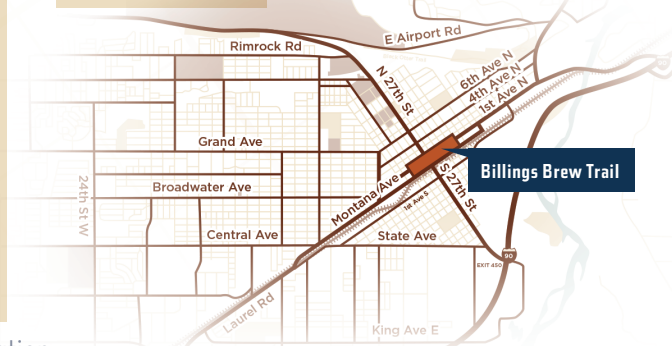 E Airport Rd
Rimrock Rd
N 27th St
6th Ave N
4th Ave N
1st Ave N
Grand Ave
Billings Brew Trail
Broadwater Ave
24th St W
Montana Ave
1st Ave S
S 27th St
Central Ave
State Ave
90
EXIT 450
Laurel Rd
King Ave E